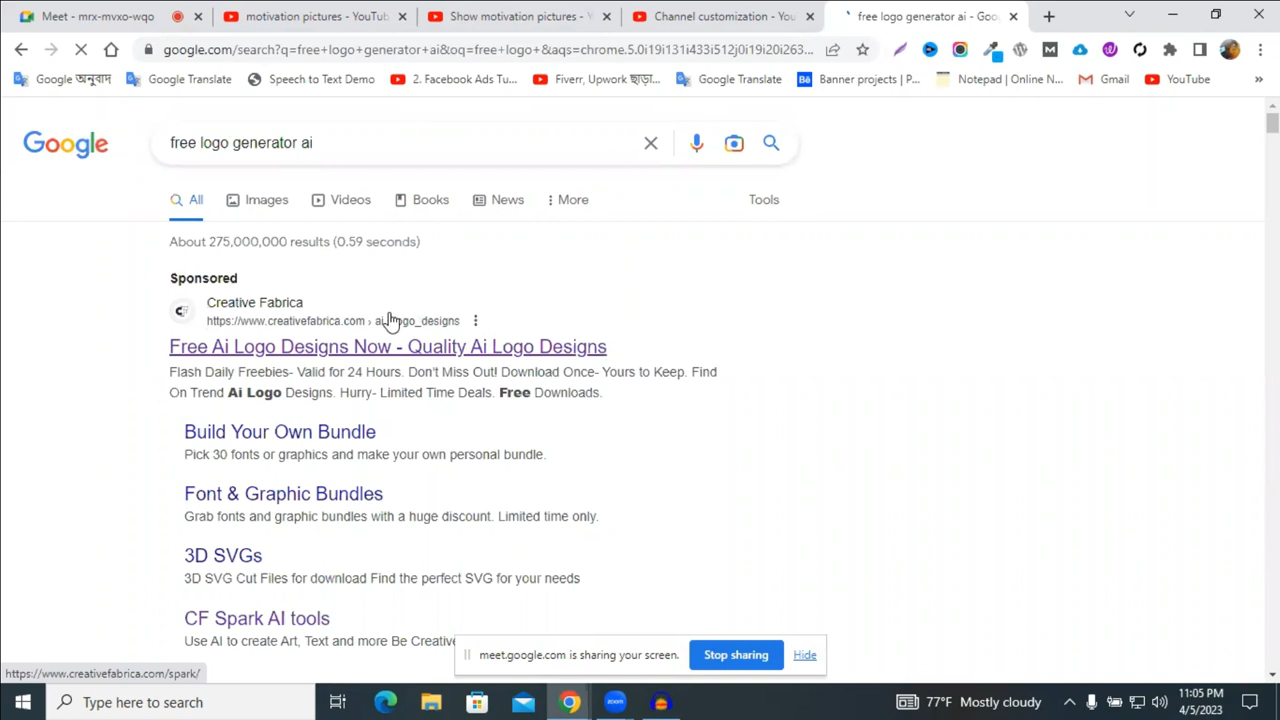 Meet - mrx-mvxo-wqo
motivation pictures - YouTub
Show motivation pictures - Yo
Channel customization - You
free logo generator ai - Goo
google.com/search?q=free+logo+generator+ai&oq=free+logo+&aqs=chrome.5.0i19i131i433i512j0i19i20i263...
Google অনুবাদ
Google Translate
Speech to Text Demo
2. Facebook Ads Tu...
Fiverr, Upwork ছাড়া...
Google Translate
Banner projects | P...
Notepad | Online N...
Gmail
YouTube
»
Google
free logo generator ai
All
Images
Videos
Books
News
More
Tools
About 275,000,000 results (0.59 seconds)
Sponsored
Creative Fabrica
https://www.creativefabrica.com › ai_logo_designs
Free Ai Logo Designs Now - Quality Ai Logo Designs
Flash Daily Freebies- Valid for 24 Hours. Don't Miss Out! Download Once- Yours to Keep. Find
On Trend Ai Logo Designs. Hurry- Limited Time Deals. Free Downloads.
Build Your Own Bundle
Pick 30 fonts or graphics and make your own personal bundle.
Font & Graphic Bundles
Grab fonts and graphic bundles with a huge discount. Limited time only.
3D SVGs
3D SVG Cut Files for download Find the perfect SVG for your needs
CF Spark AI tools
Use AI to create Art, Text and more Be Creative
meet.google.com is sharing your screen.
Stop sharing
Hide
https://www.creativefabrica.com/spark/
Type here to search
77°F Mostly cloudy
11:05 PM
4/5/2023